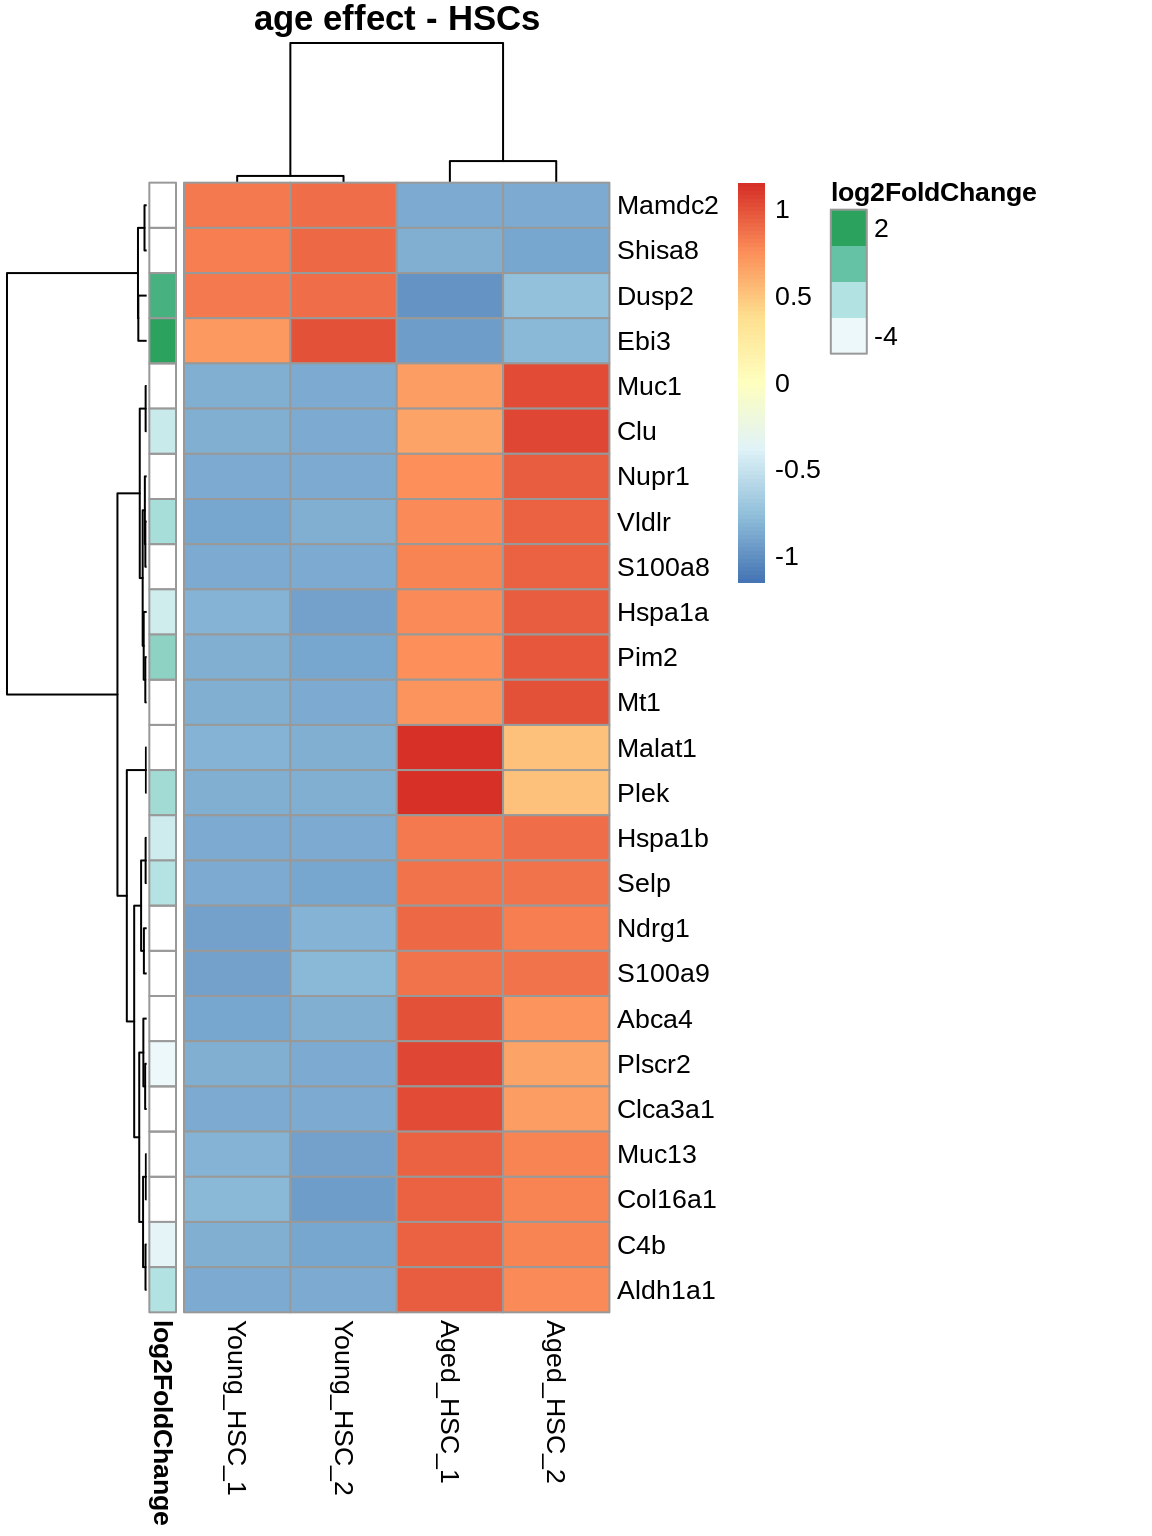 age effect - HSCs
Mamdc2
Shisa8
Dusp2
Ebi3
Muc1
Clu
Nupr1
Vldlr
S100a8
Hspa1a
Pim2
Mt1
Malat1
Plek
Hspa1b
Selp
Ndrg1
S100a9
Abca4
Plscr2
Clca3a1
Muc13
Col16a1
C4b
Aldh1a1
1
0.5
0
-0.5
-1
log2FoldChange
2
-4
log2FoldChange
Young_HSC_1
Young_HSC_2
Aged_HSC_1
Aged_HSC_2